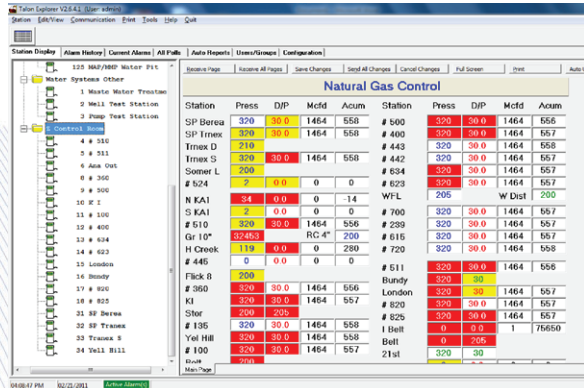 Talon Explorer V2.6.4.1 (User admin)
Station Edit/View Communication Print Tools Help Quit
Station Display Alarm History Current Alarms All Polls Auto Reports Users/Groups Configuration
125 HAP/HHP Water Pit
Water Systems Other
1 Waste Water Treatme
2 Well Test Station
3 Pump Test Station
Control Room
4 # 510
5 # 511
6 Ana Out
8 # 360
9 # 500
10 K I
11 # 100
12 # 400
13 # 634
14 # 623
15 London
16 Bundy
17 # 820
18 # 825
31 SP Berea
32 SP Tranex
33 Tranex S
34 Yell Hill
Receive Page Receive All Pages Save Changes Send All Changes Cancel Changes Full Screen Print Auto
Natural Gas Control
Station Press D/P Mcfd Acum Station Press D/P Mcfd Acum
SP Berea 320 30.0 1464 558 # 500 320 30.0 1464 556
SP Trnex 320 30.0 1464 558 # 400 320 30.0 1464 557
Trnex D 210 # 443 320 30.0 1464 558
Trnex S 320 30.0 1464 558 # 442 320 30.0 1464 557
Somer L 200 # 634 320 30.0 1464 557
# 524 2 0.0 0 0 # 623 320 30.0 1464 557
N KA1 34 0.0 0 -14 WFL 205 W Dist 200
S KA1 2 0.0 0 0 # 700 320 30.0 1464 557
# 510 320 30.0 1464 558 # 239 320 30.0 1464 557
Gr 10" 32453 RC 4" 200 # 615 320 30.0 1464 557
H Creek 119 0.0 0 280 # 720 320 30.0 1464 558
# 445 0 0.0 0 0
# 511 320 30.0 1464 556
Flick 8 200 Bundy 320 30
# 360 320 30.0 1464 556 London 320 30 1464 557
KI 320 30.0 1464 557 # 820 320 30.0 1464 557
Stor 200 205 # 825 320 30.0 1464 557
# 135 320 30.0 1464 558 I Belt 0 0.0 1 75650
Yel Hill 320 30.0 1464 558 Belt 0 205
# 100 320 30.0 1464 557 21st 320 30
Belt 200
Main Page
04:08:47 PM 02/21/2011 Active Alarm(s)